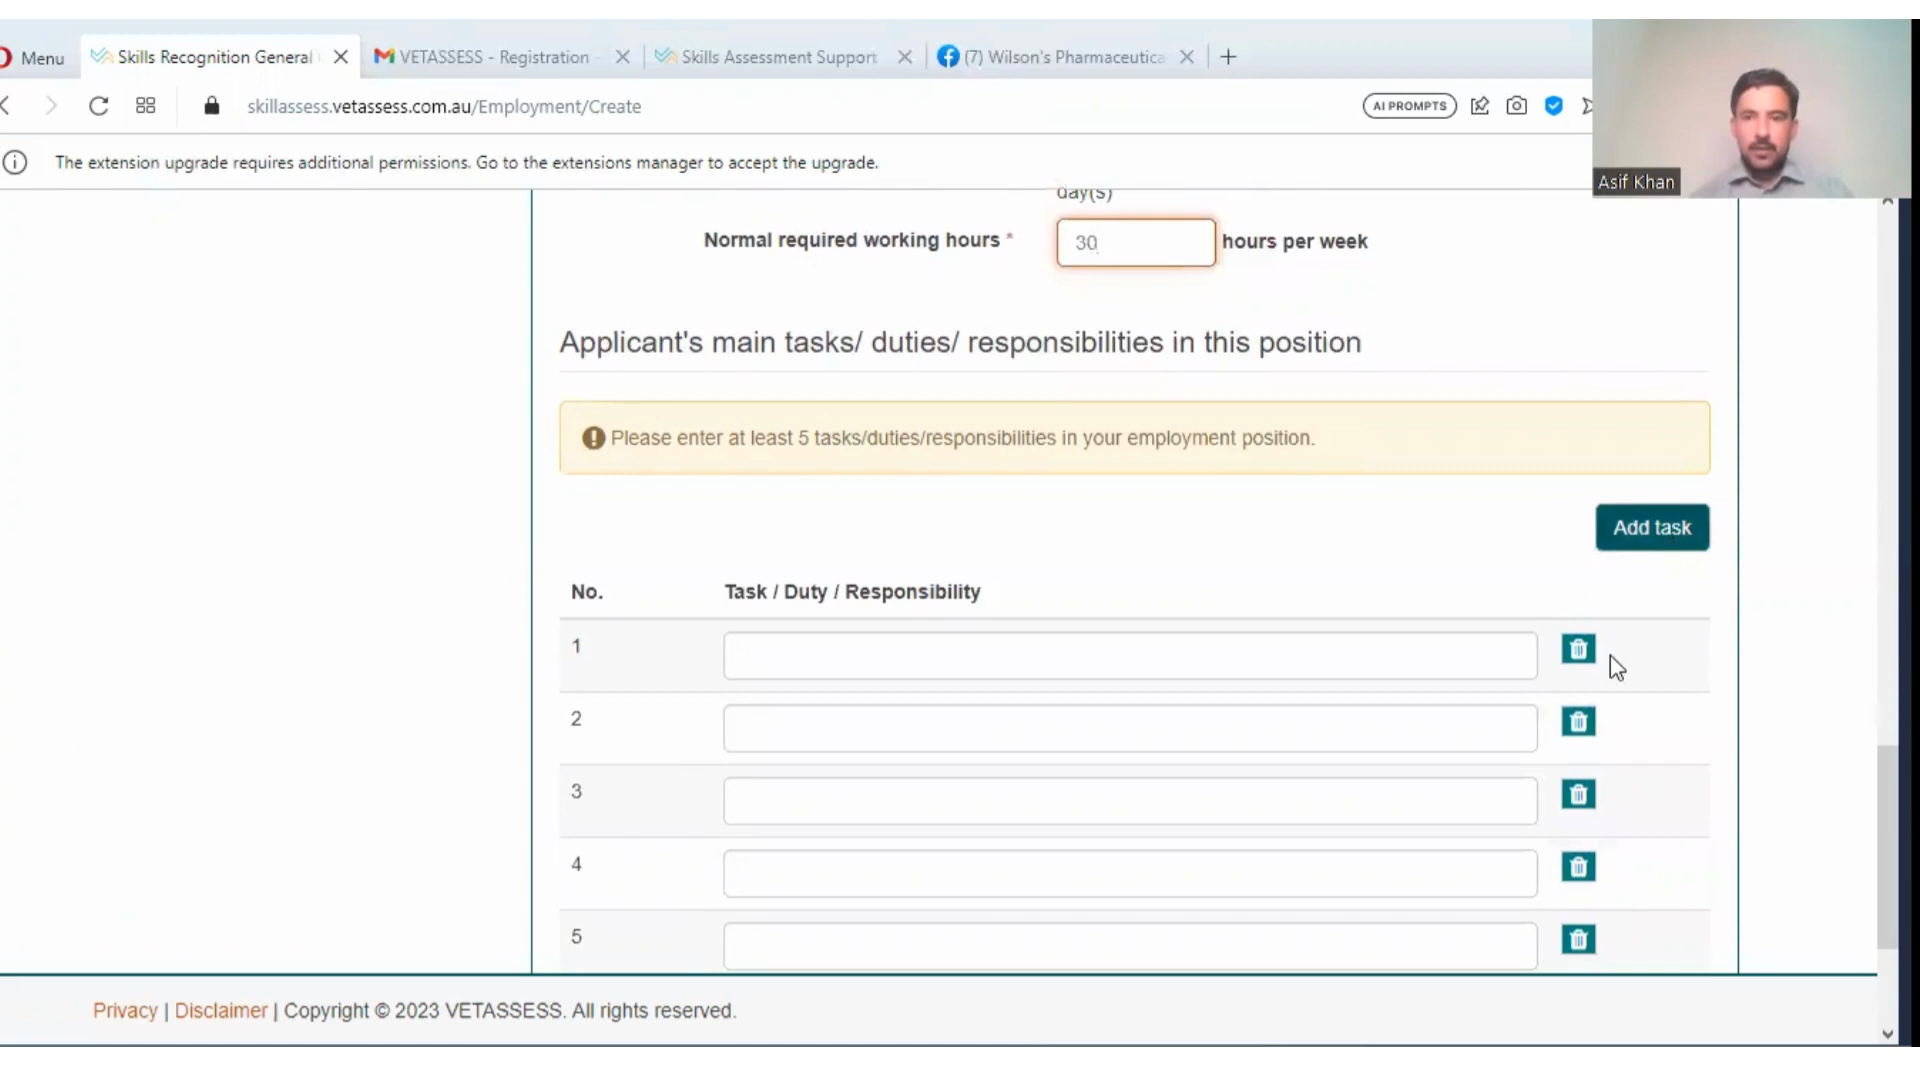 Menu
Skills Recognition General
VETASSESS - Registration -
Skills Assessment Support
(7) Wilson's Pharmaceutica
skillassess.vetassess.com.au/Employment/Create
AI PROMPTS
The extension upgrade requires additional permissions. Go to the extensions manager to accept the upgrade.
Asif Khan
day(s)
Normal required working hours * 30 hours per week
Applicant's main tasks/ duties/ responsibilities in this position
Please enter at least 5 tasks/duties/responsibilities in your employment position.
Add task
No. Task / Duty / Responsibility
1
2
3
4
5
Privacy | Disclaimer | Copyright © 2023 VETASSESS. All rights reserved.